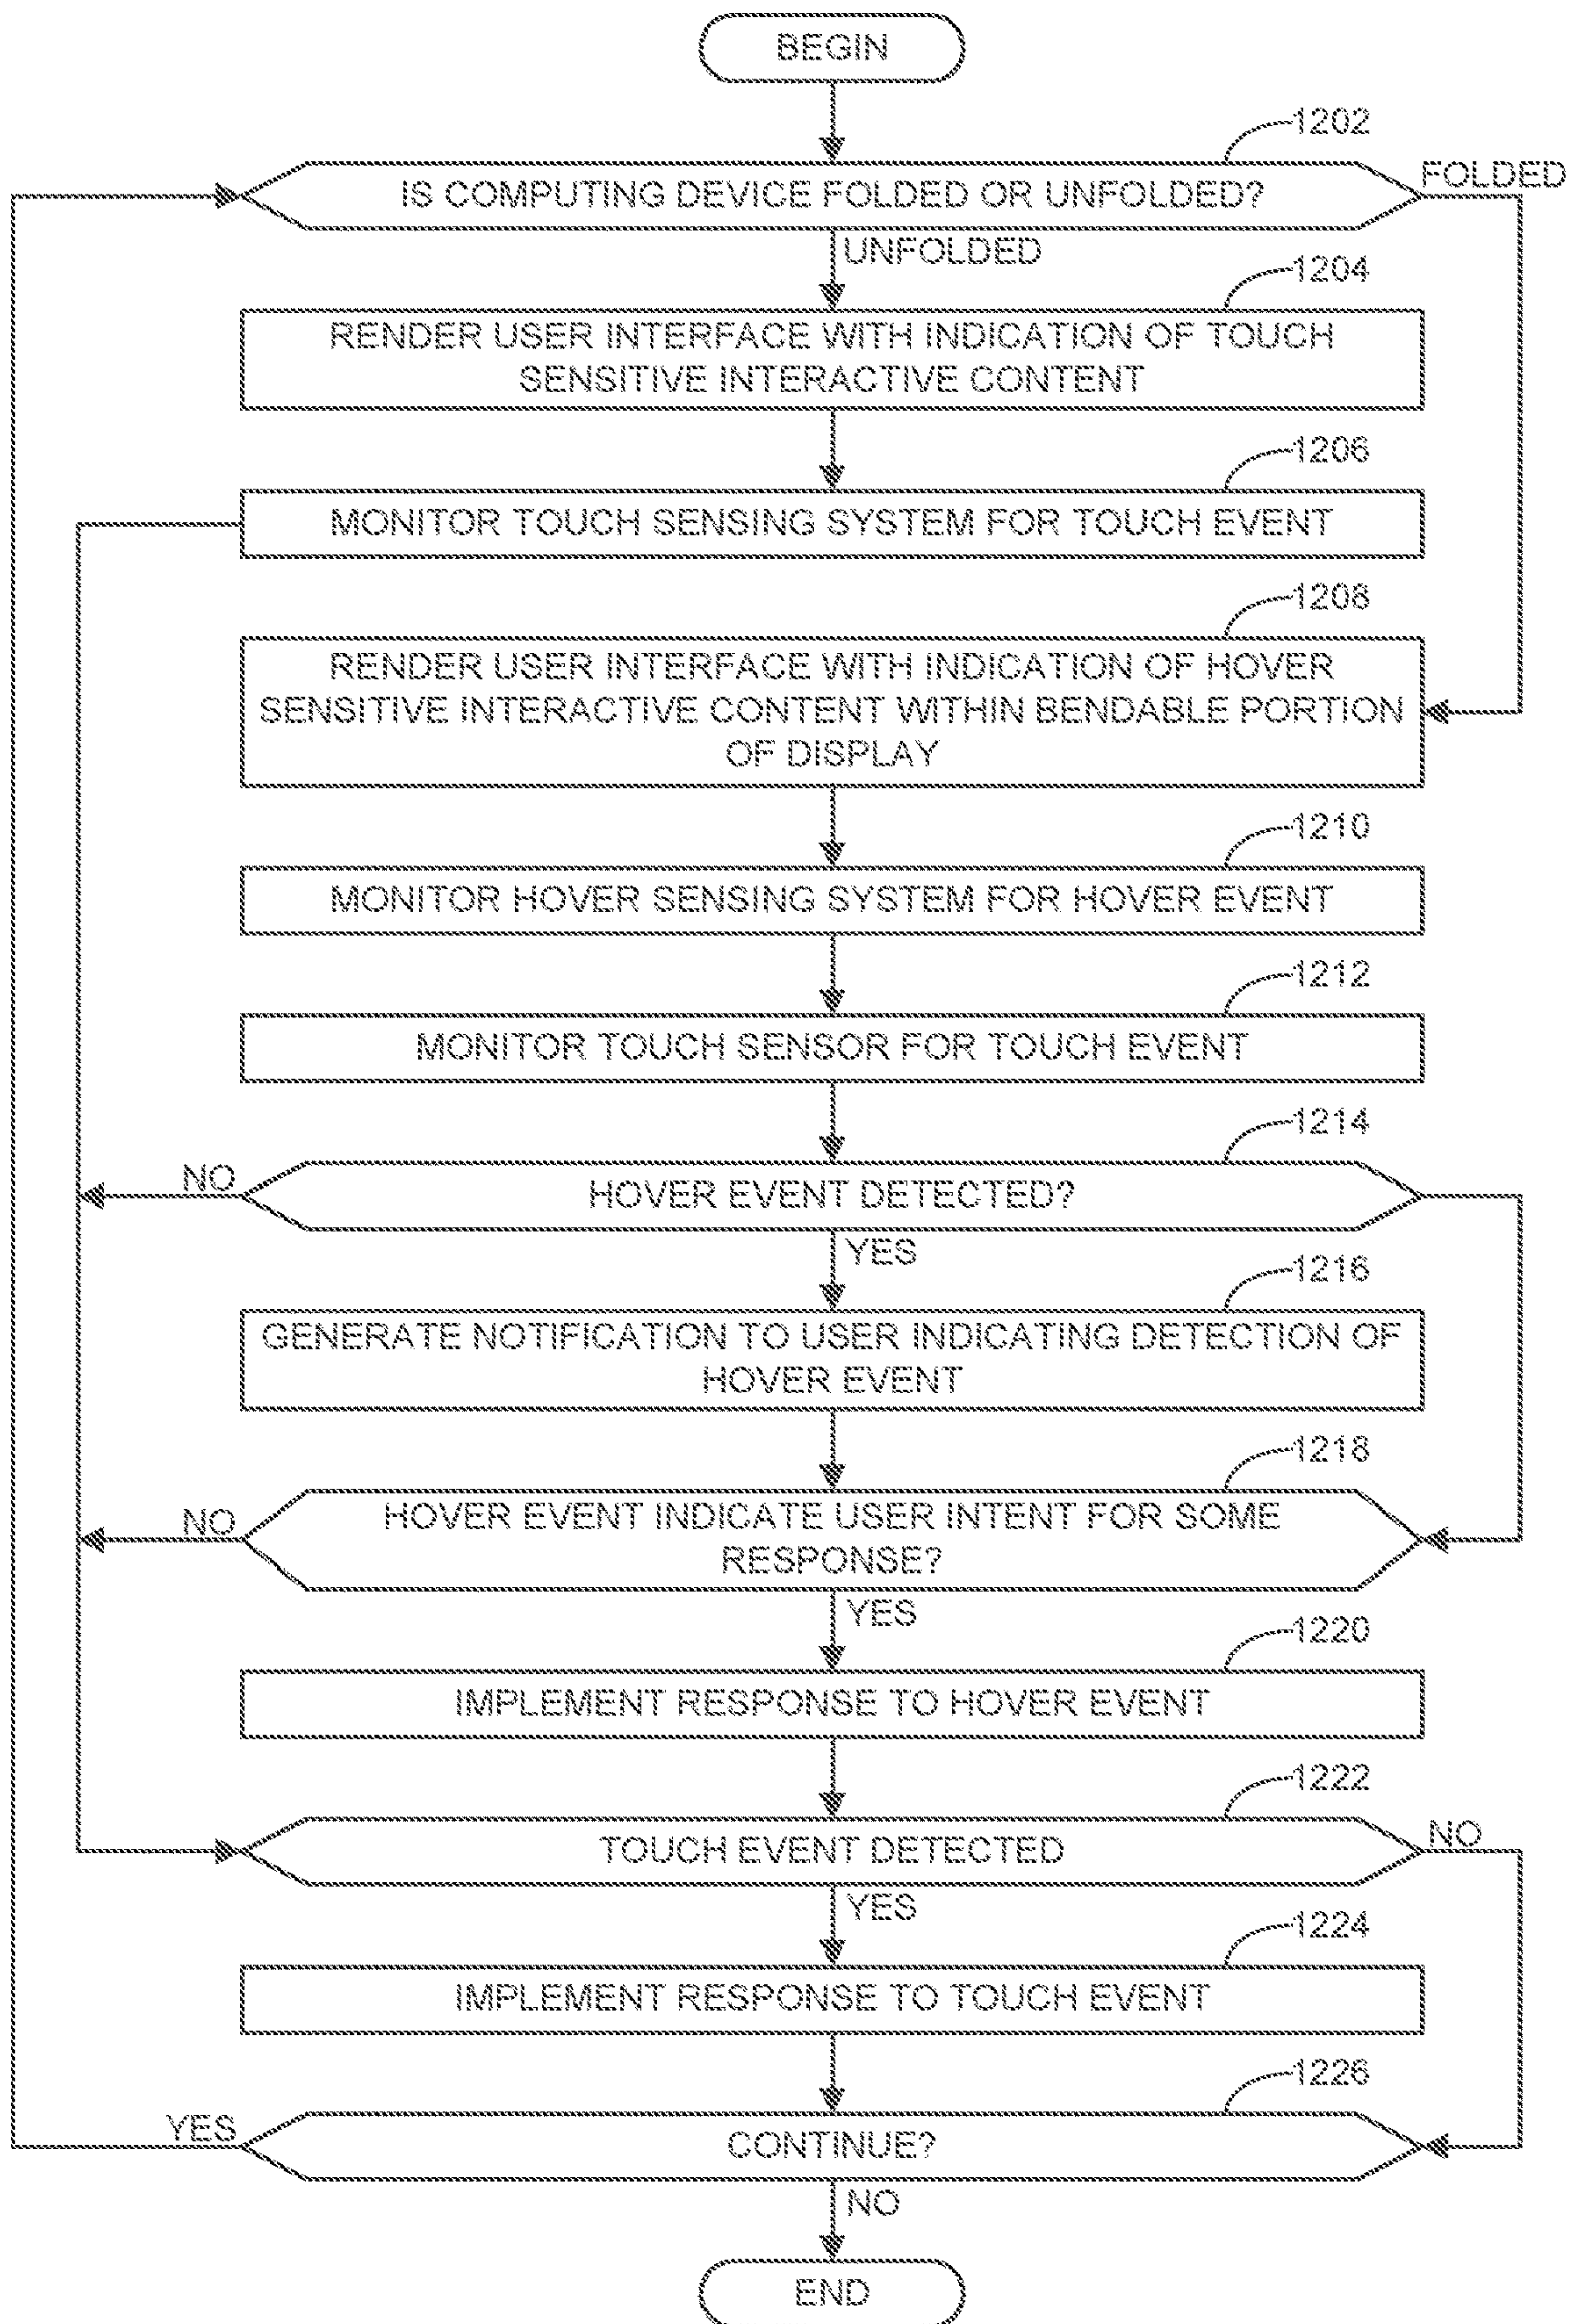 BEGIN
1202
IS COMPUTING DEVICE FOLDED OR UNFOLDED?
FOLDED
UNFOLDED
1204
RENDER USER INTERFACE WITH INDICATION OF TOUCH
SENSITIVE INTERACTIVE CONTENT
1206
MONITOR TOUCH SENSING SYSTEM FOR TOUCH EVENT
1208
RENDER USER INTERFACE WITH INDICATION OF HOVER
SENSITIVE INTERACTIVE CONTENT WITHIN BENDABLE PORTION
OF DISPLAY
1210
MONITOR HOVER SENSING SYSTEM FOR HOVER EVENT
1212
MONITOR TOUCH SENSOR FOR TOUCH EVENT
1214
NO
HOVER EVENT DETECTED?
YES
1216
GENERATE NOTIFICATION TO USER INDICATING DETECTION OF
HOVER EVENT
1218
NO
HOVER EVENT INDICATE USER INTENT FOR SOME
RESPONSE?
YES
1220
IMPLEMENT RESPONSE TO HOVER EVENT
1222
TOUCH EVENT DETECTED
NO
YES
1224
IMPLEMENT RESPONSE TO TOUCH EVENT
1226
YES
CONTINUE?
NO
END